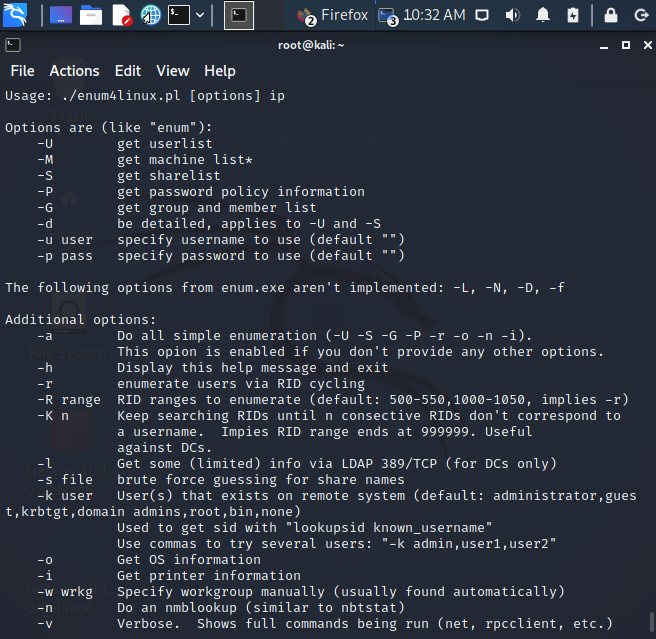 2 Firefox 3 10:32 AM
root@kali: ~
File Actions Edit View Help
Usage: ./enum4linux.pl [options] ip
Options are (like "enum"):
-U get userlist
-M get machine list*
-S get sharelist
-P get password policy information
-G get group and member list
-d be detailed, applies to -U and -S
-u user specify username to use (default "")
-p pass specify password to use (default "")
The following options from enum.exe aren't implemented: -L, -N, -D, -f
Additional options:
-a Do all simple enumeration (-U -S -G -P -r -o -n -i).
This opion is enabled if you don't provide any other options.
-h Display this help message and exit
-r enumerate users via RID cycling
-R range RID ranges to enumerate (default: 500-550,1000-1050, implies -r)
-K n Keep searching RIDs until n consective RIDs don't correspond to
a username. Impies RID range ends at 999999. Useful
against DCs.
-l Get some (limited) info via LDAP 389/TCP (for DCs only)
-s file brute force guessing for share names
-k user User(s) that exists on remote system (default: administrator,gues
t,krbtgt,domain admins,root,bin,none)
Used to get sid with "lookupsid known_username"
Use commas to try several users: "-k admin,user1,user2"
-o Get OS information
-i Get printer information
-w wrkg Specify workgroup manually (usually found automatically)
-n Do an nmblookup (similar to nbtstat)
-v Verbose. Shows full commands being run (net, rpcclient, etc.)